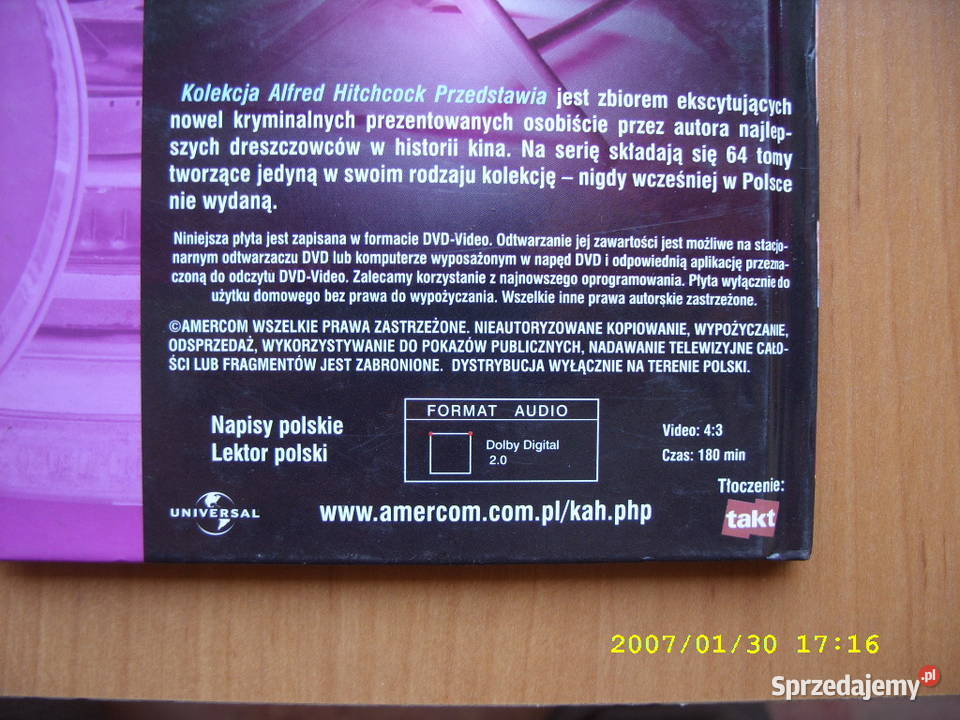 Kolekcja Alfred Hitchcock Przedstawia jest zbiorem ekscytujących
nowel kryminalnych prezentowanych osobiście przez autora najlep-
szych dreszczowców w historii kina. Na serię składają się 64 tomy
tworzące jedyną w swoim rodzaju kolekcję – nigdy wcześniej w Polsce
nie wydaną.
Niniejsza płyta jest zapisana w formacie DVD-Video. Odtwarzanie jej zawartości jest możliwe na stacjo-
narnym odtwarzaczu DVD lub komputerze wyposażonym w napęd DVD i odpowiednią aplikację przezna-
czoną do odczytu DVD-Video. Zalecamy korzystanie z najnowszego oprogramowania. Płyta wyłącznie do
użytku domowego bez prawa do wypożyczania. Wszelkie inne prawa autorskie zastrzeżone.
©AMERCOM WSZELKIE PRAWA ZASTRZEŻONE. NIEAUTORYZOWANE KOPIOWANIE, WYPOŻYCZANIE,
ODSPRZEDAŻ, WYKORZYSTYWANIE DO POKAZÓW PUBLICZNYCH, NADAWANIE TELEWIZYJNE CAŁO-
ŚCI LUB FRAGMENTÓW JEST ZABRONIONE. DYSTRYBUCJA WYŁĄCZNIE NA TERENIE POLSKI.
Napisy polskie
Lektor polski
FORMAT AUDIO
Dolby Digital
2.0
Video: 4:3
Czas: 180 min
Tłoczenie:
takt
UNIVERSAL
www.amercom.com.pl/kah.php
2007/01/30 17:16
Sprzedajemy.pl